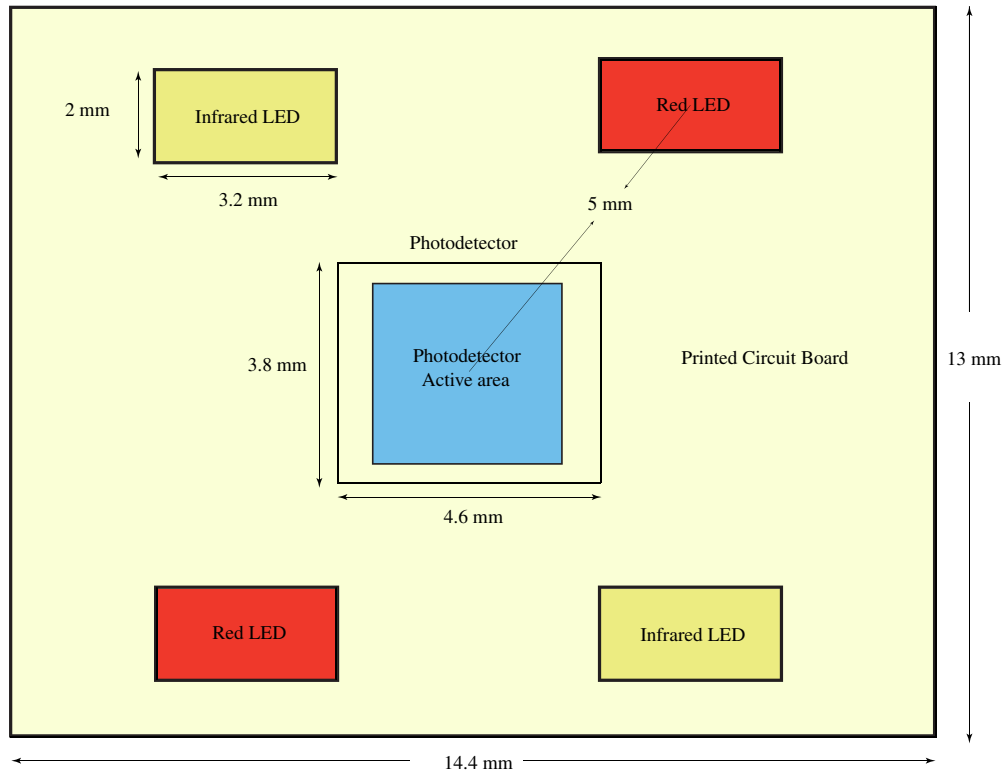 Infrared LED
Red LED
2 mm
3.2 mm
5 mm
Photodetector
3.8 mm
Photodetector
Active area
Printed Circuit Board
13 mm
4.6 mm
Red LED
Infrared LED
14.4 mm